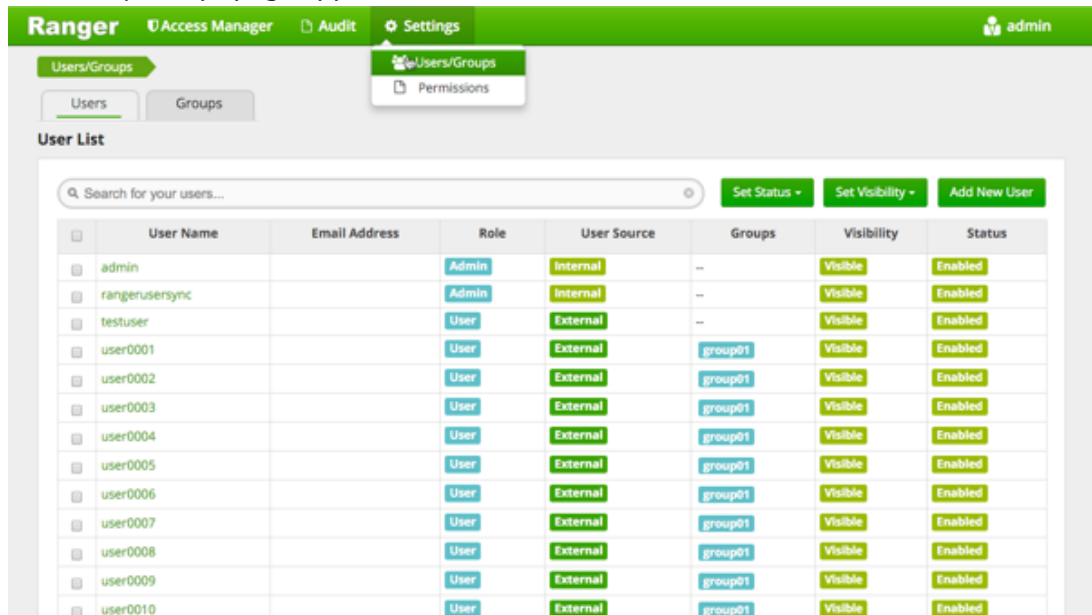 Ranger Access Manager Audit Settings admin
Users/Groups
Users/Groups
Permissions
Users Groups
User List
Search for your users... Set Status Set Visibility Add New User
User Name Email Address Role User Source Groups Visibility Status
admin Admin Internal -- Visible Enabled
rangerusersync Admin Internal -- Visible Enabled
testuser User External -- Visible Enabled
user0001 User External group01 Visible Enabled
user0002 User External group01 Visible Enabled
user0003 User External group01 Visible Enabled
user0004 User External group01 Visible Enabled
user0005 User External group01 Visible Enabled
user0006 User External group01 Visible Enabled
user0007 User External group01 Visible Enabled
user0008 User External group01 Visible Enabled
user0009 User External group01 Visible Enabled
user0010 User External group01 Visible Enabled